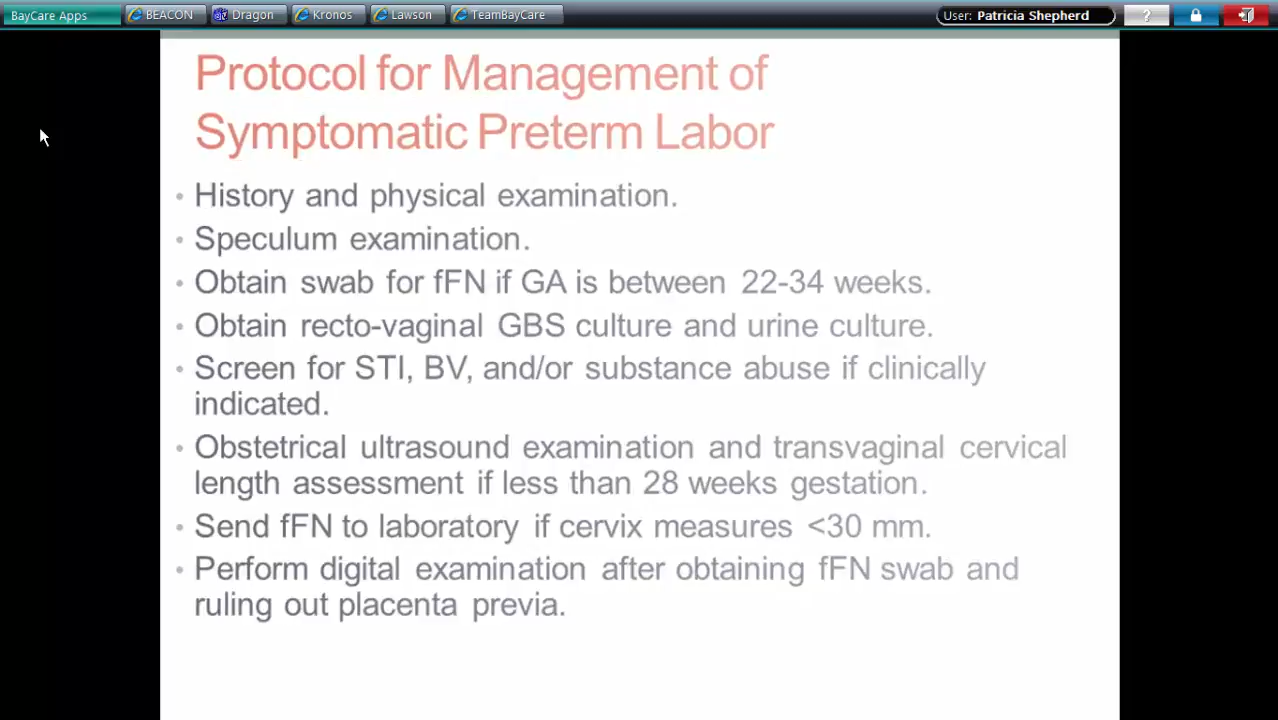 BayCare Apps BEACON Dragon Kronos Lawson TeamBayCare User: Patricia Shepherd ?
Protocol for Management of
Symptomatic Preterm Labor
• History and physical examination.
• Speculum examination.
• Obtain swab for fFN if GA is between 22-34 weeks.
• Obtain recto-vaginal GBS culture and urine culture.
• Screen for STI, BV, and/or substance abuse if clinically
indicated.
• Obstetrical ultrasound examination and transvaginal cervical
length assessment if less than 28 weeks gestation.
• Send fFN to laboratory if cervix measures <30 mm.
• Perform digital examination after obtaining fFN swab and
ruling out placenta previa.